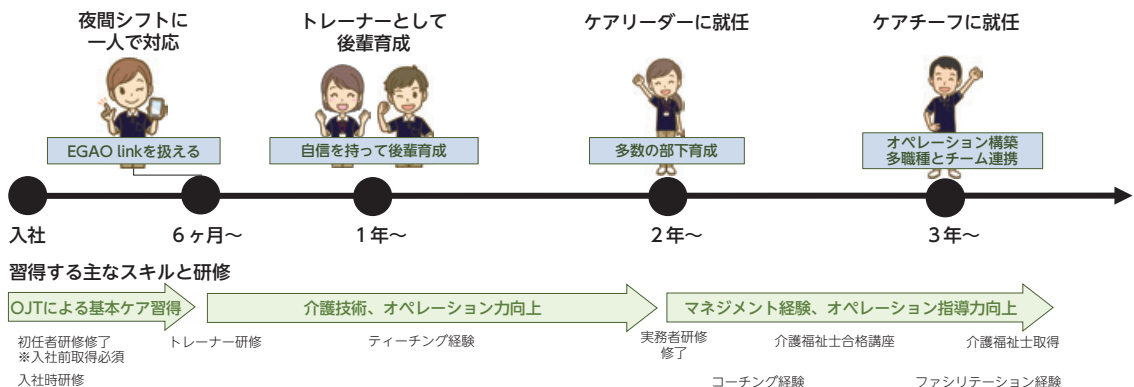 夜間シフトに
一人で対応
トレーナーとして
後輩育成
ケアリーダーに就任
ケアチーフに就任
EGAO linkを扱える
自信を持って後輩育成
多数の部下育成
オペレーション構築
多職種とチーム連携
入社
6ヶ月～
1年～
2年～
3年～
習得する主なスキルと研修
OJTによる基本ケア習得
介護技術、オペレーション力向上
マネジメント経験、オペレーション指導力向上
初任者研修修了
※入社前取得必須
入社時研修
トレーナー研修
ティーチング経験
実務者研修
修了
介護福祉士合格講座
介護福祉士取得
コーチング経験
ファシリテーション経験